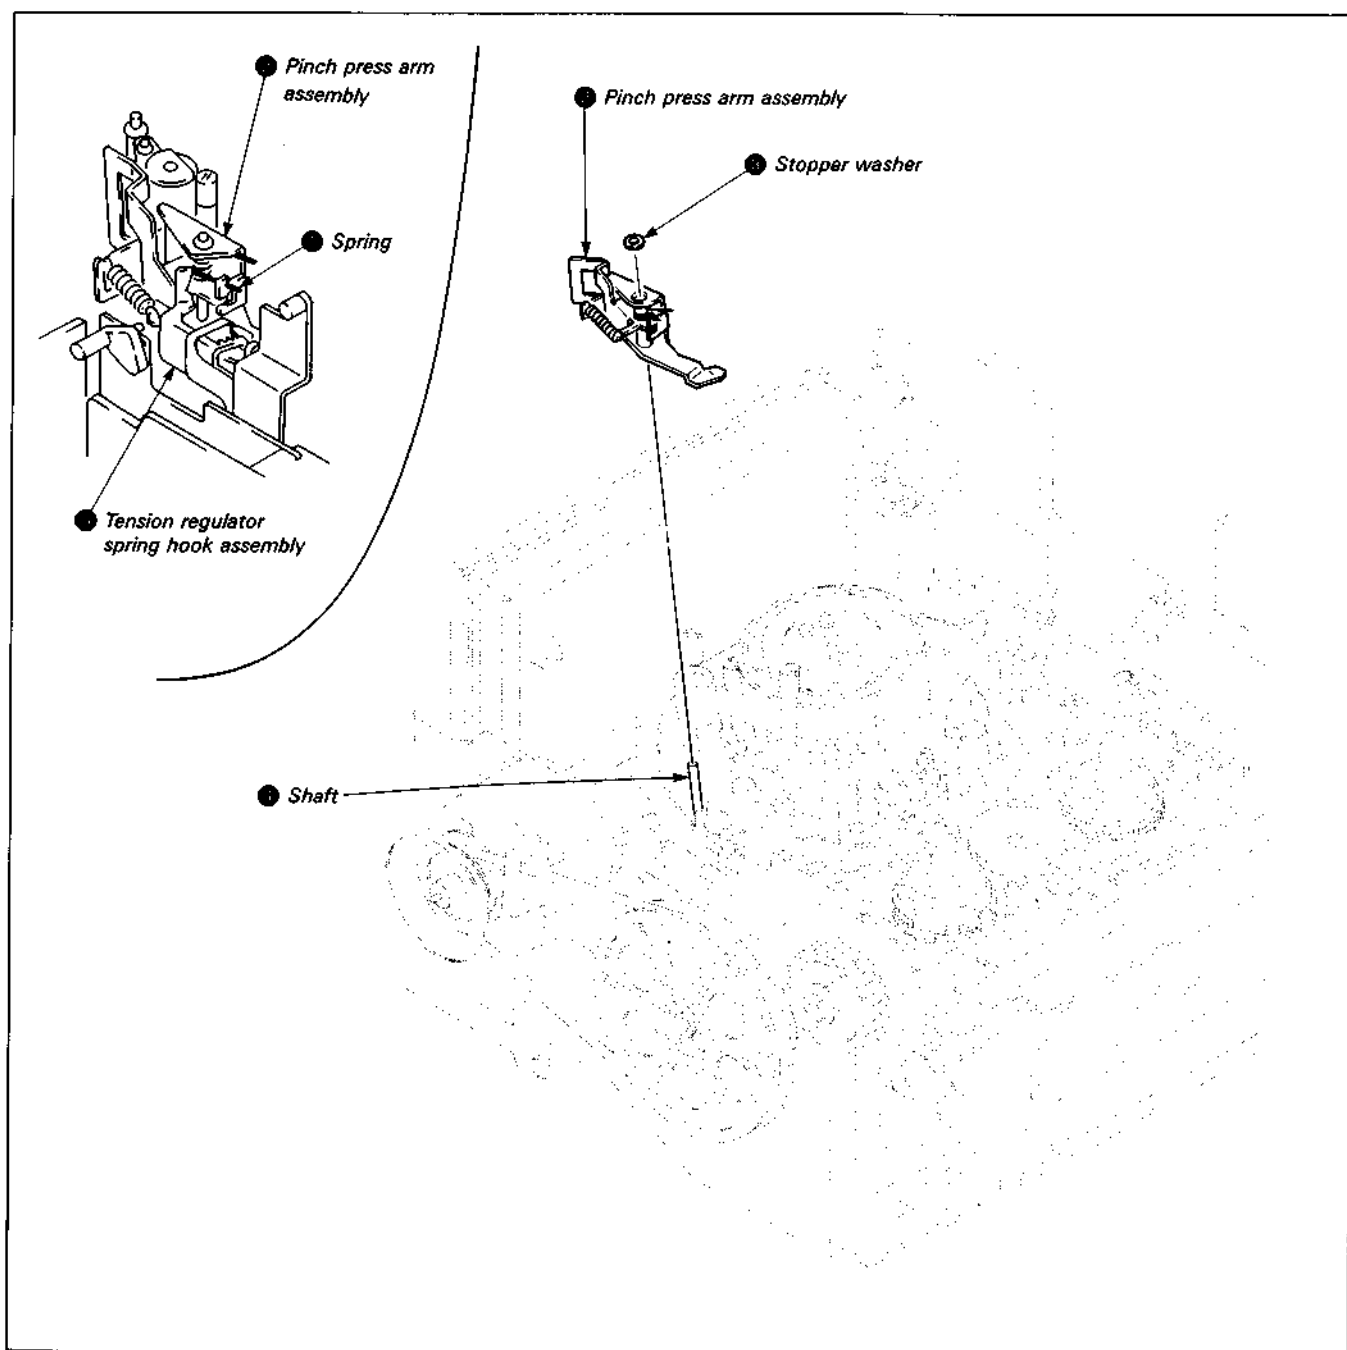 Pinch press arm
assembly
Spring
Tension regulator
spring hook assembly
Pinch press arm assembly
Stopper washer
Shaft